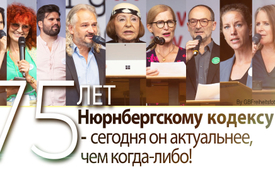 75 ЛЕТ
Нюрнбергскому кодексу
- сегодня он актуальнее,
чем когда-либо!